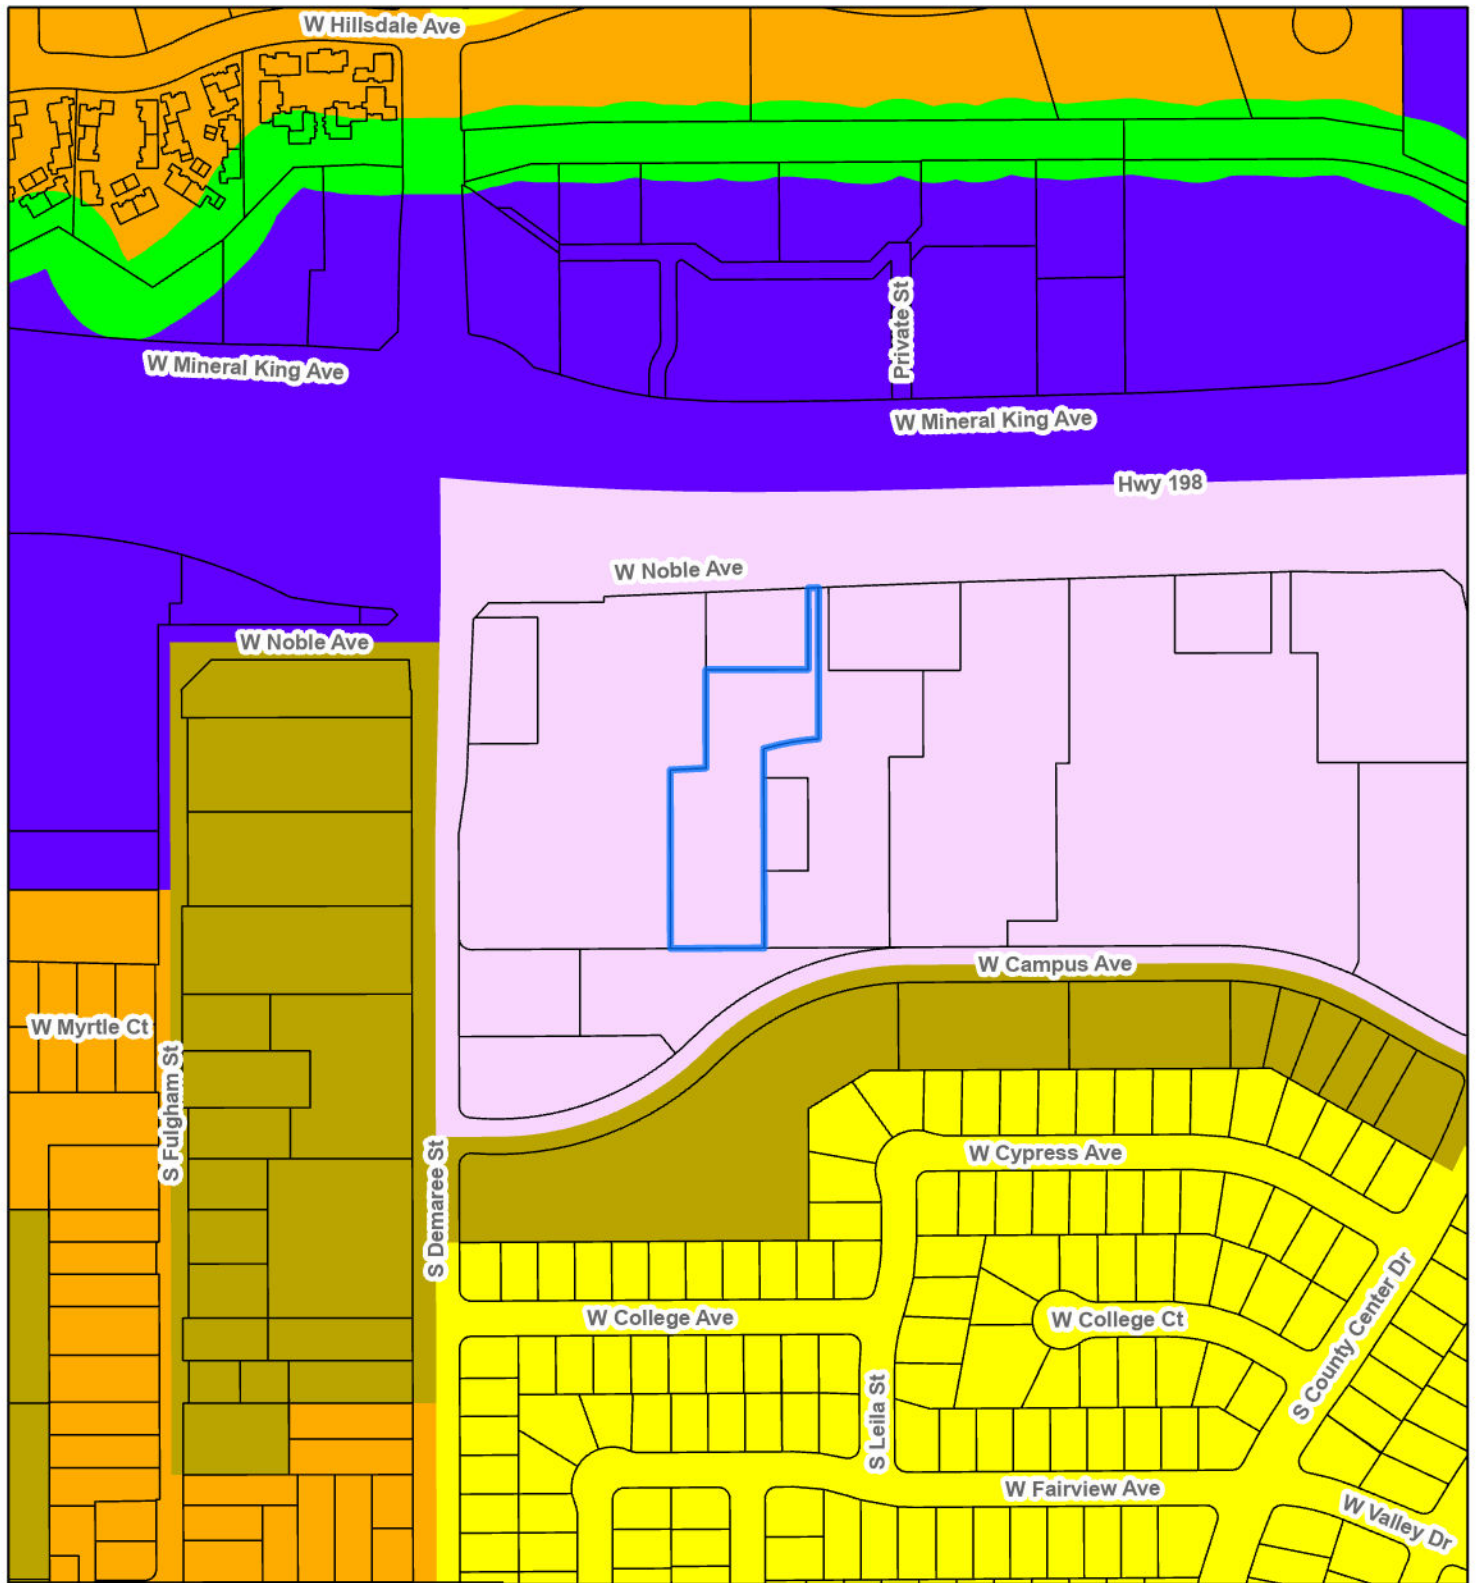 W Hillsdale Ave
W Mineral King Ave
Private St
W Mineral King Ave
Hwy 198
W Noble Ave
W Noble Ave
W Campus Ave
W Myrtle Ct
S Fulgham St
S Demaree St
W Cypress Ave
W College Ave
W College Ct
S County Center Dr
S Leila St
W Fairview Ave
W Valley Dr